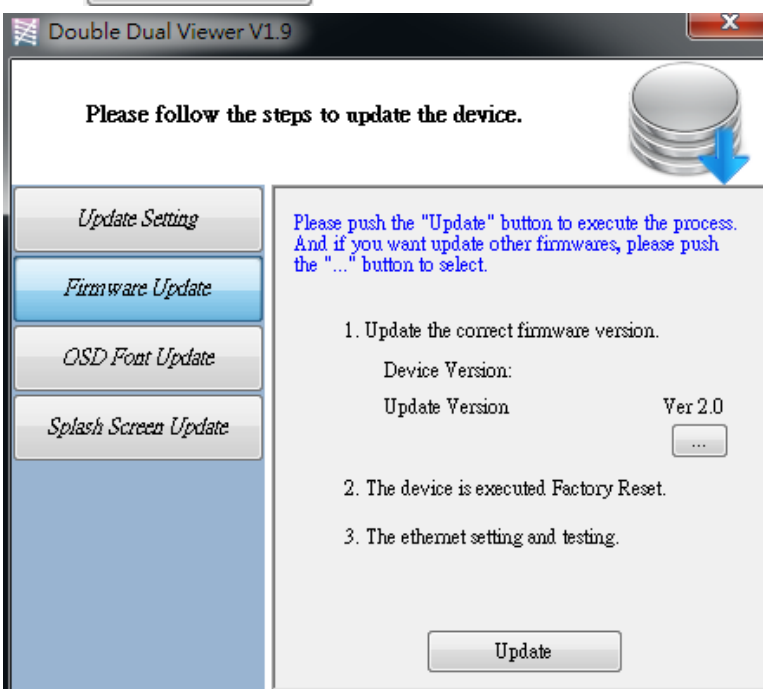 Double Dual Viewer V1.9
Please follow the steps to update the device.
Update Setting
Firmware Update
OSD Font Update
Splash Screen Update
Please push the "Update" button to execute the process.
And if you want update other firmwares, please push
the "..." button to select.
1. Update the correct firmware version.
Device Version:
Update Version Ver 2.0
...
2. The device is executed Factory Reset.
3. The ethernet setting and testing.
Update